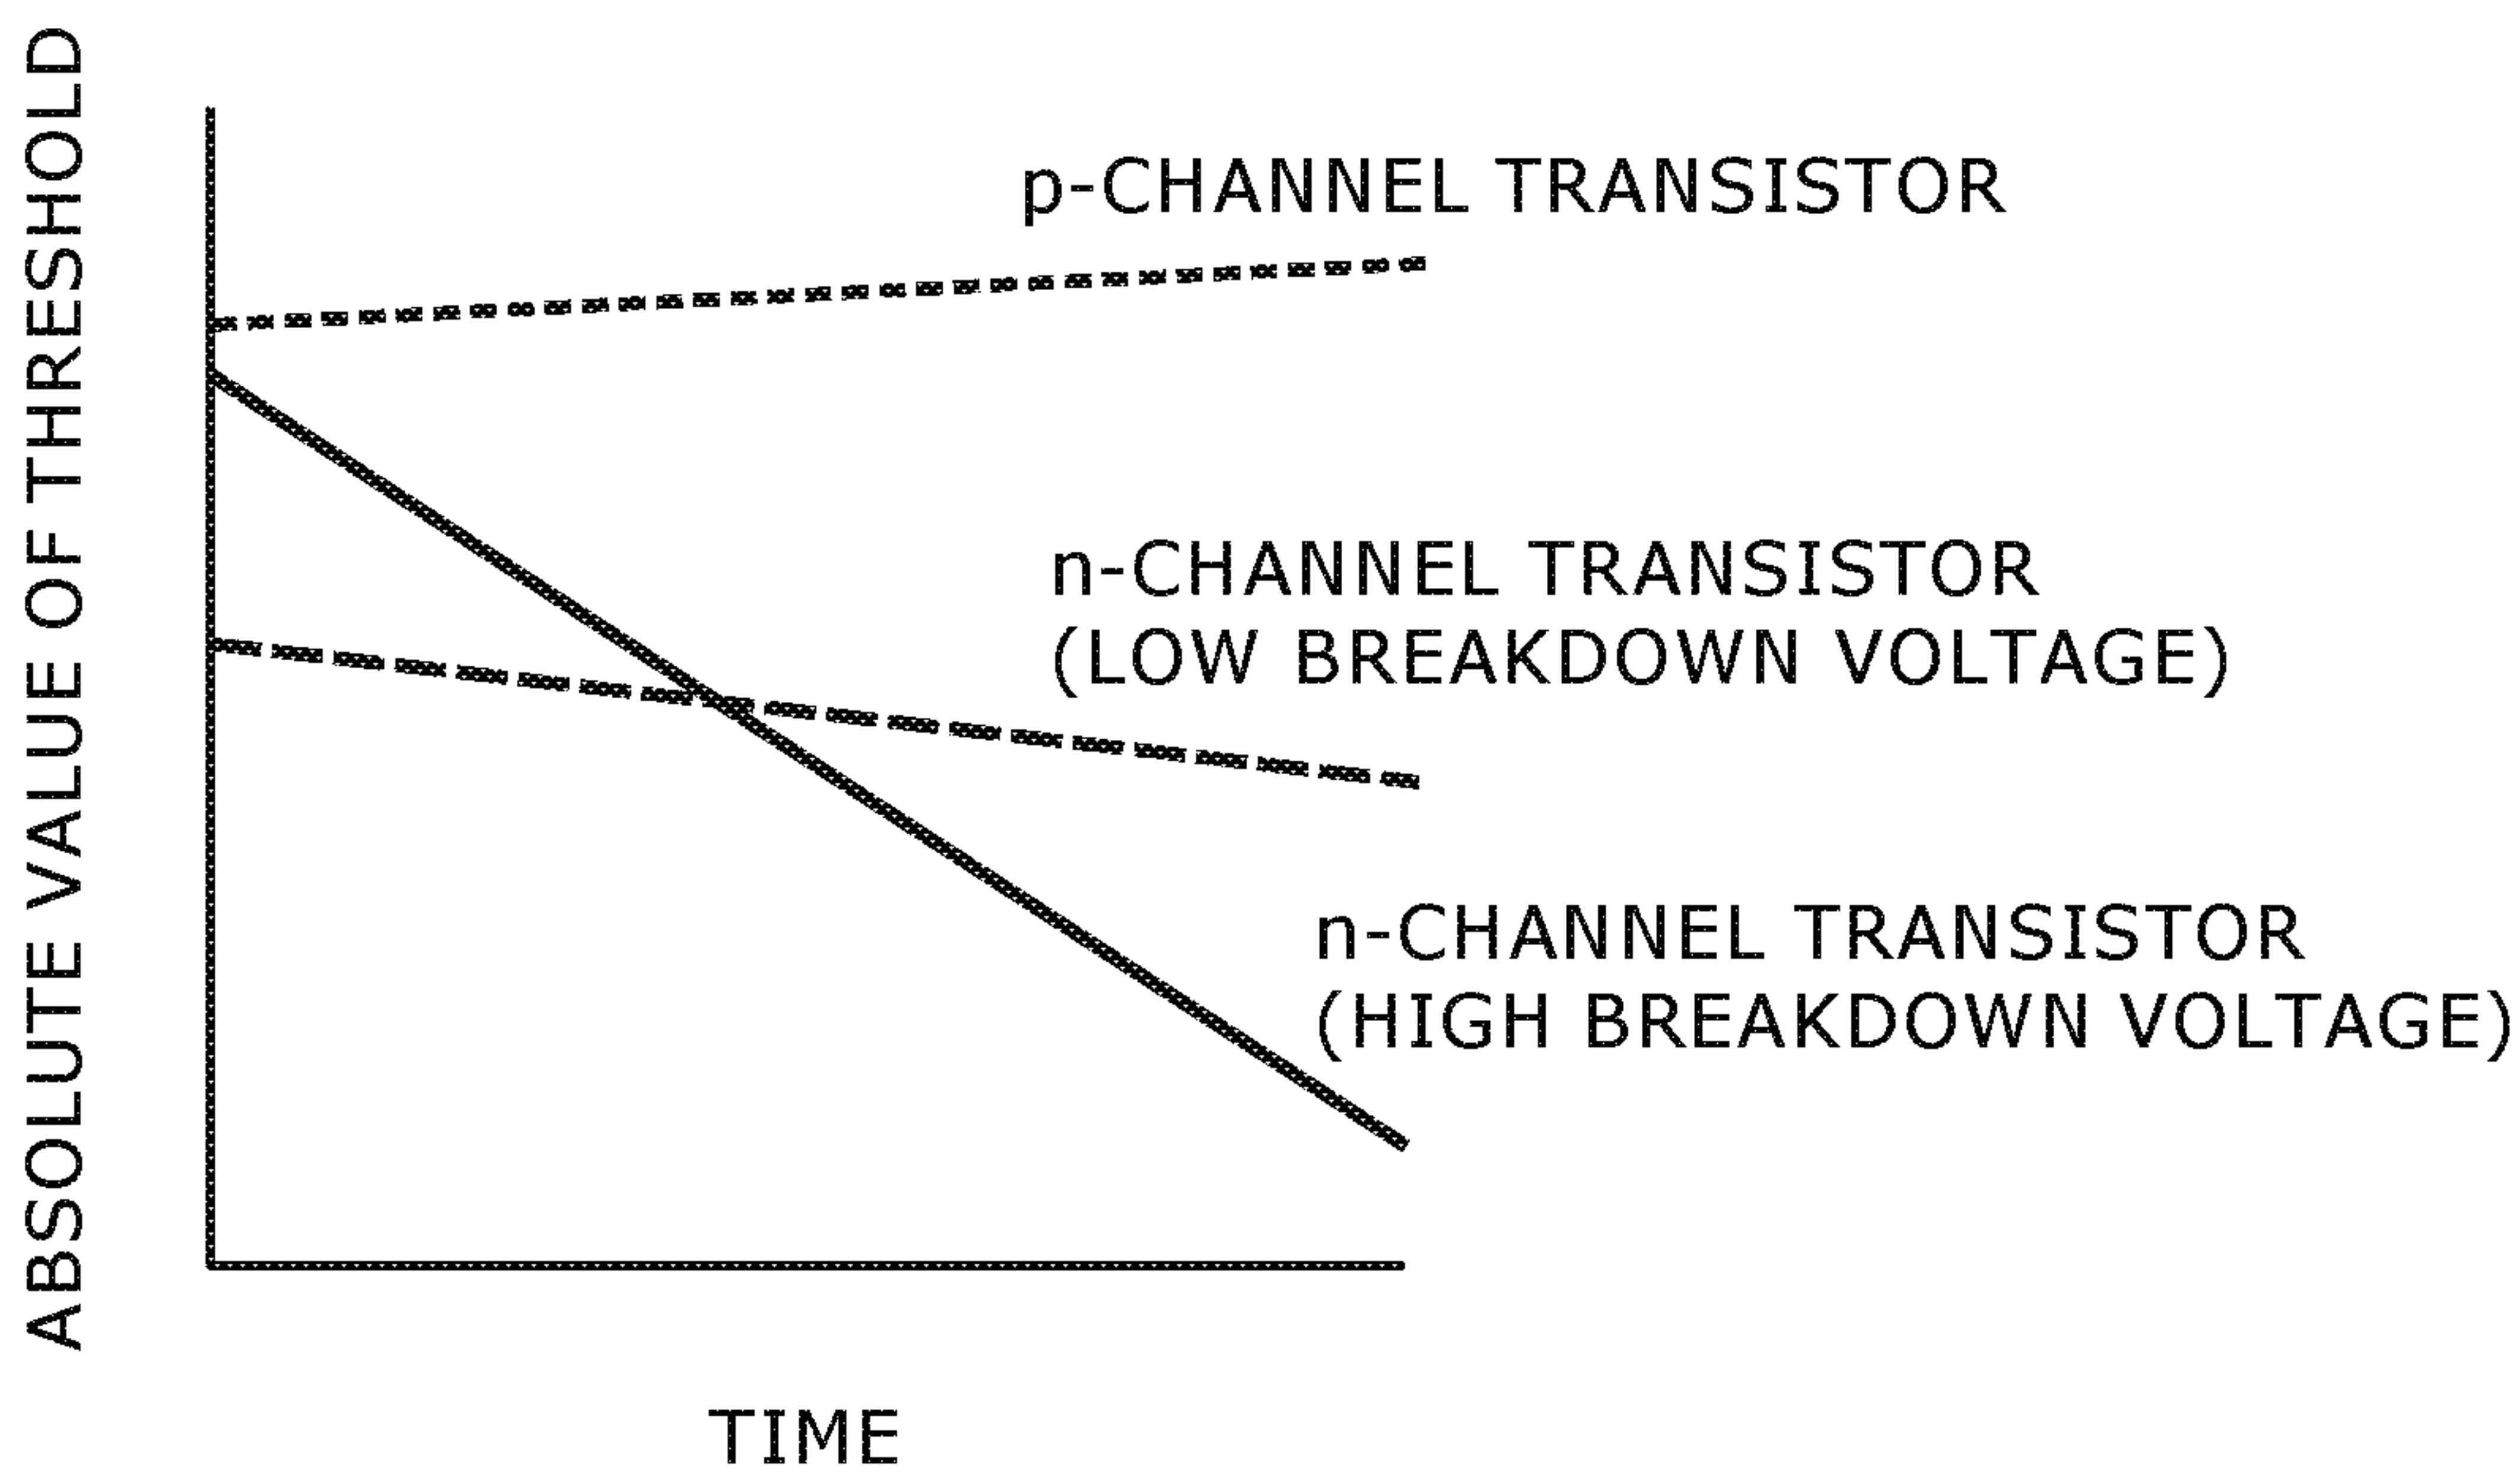 ABSOLUTE VALUE OF THRESHOLD
p-CHANNEL TRANSISTOR
n-CHANNEL TRANSISTOR
(LOW BREAKDOWN VOLTAGE)
n-CHANNEL TRANSISTOR
(HIGH BREAKDOWN VOLTAGE)
TIME